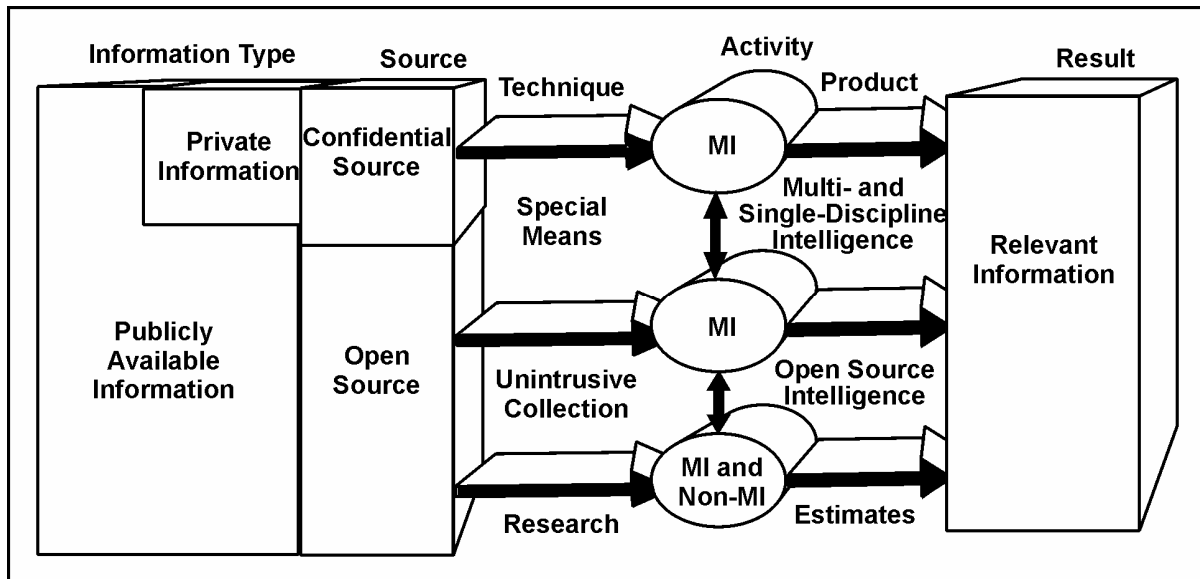 Information Type
Source
Technique
Activity
Product
Result
Private
Information
Confidential
Source
MI
Special
Means
Multi- and
Single-Discipline
Intelligence
Relevant
Information
Publicly
Available
Information
Open
Source
MI
Unintrusive
Collection
Open Source
Intelligence
MI and
Non-MI
Research
Estimates